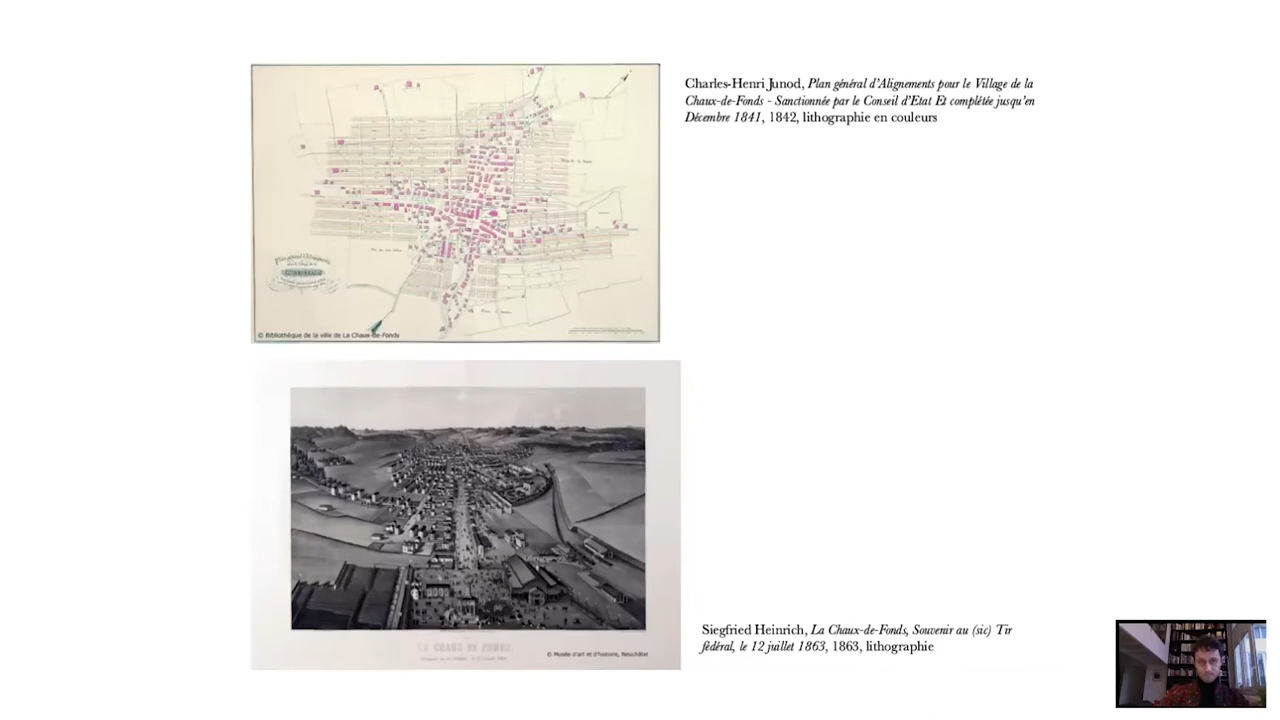 Charles-Henri Junod, Plan général d'Alignements pour le Village de la
Chaux-de-Fonds - Sanctionnée par le Conseil d'Etat Et complétée jusqu'en
Décembre 1841, 1842, lithographie en couleurs
© Bibliothèque de la ville de La Chaux-de-Fonds
LA CHAUX DE FONDS.
© Musée d'art et d'histoire, Neuchâtel
Siegfried Heinrich, La Chaux-de-Fonds, Souvenir au (sic) Tir
fédéral, le 12 juillet 1863, 1863, lithographie